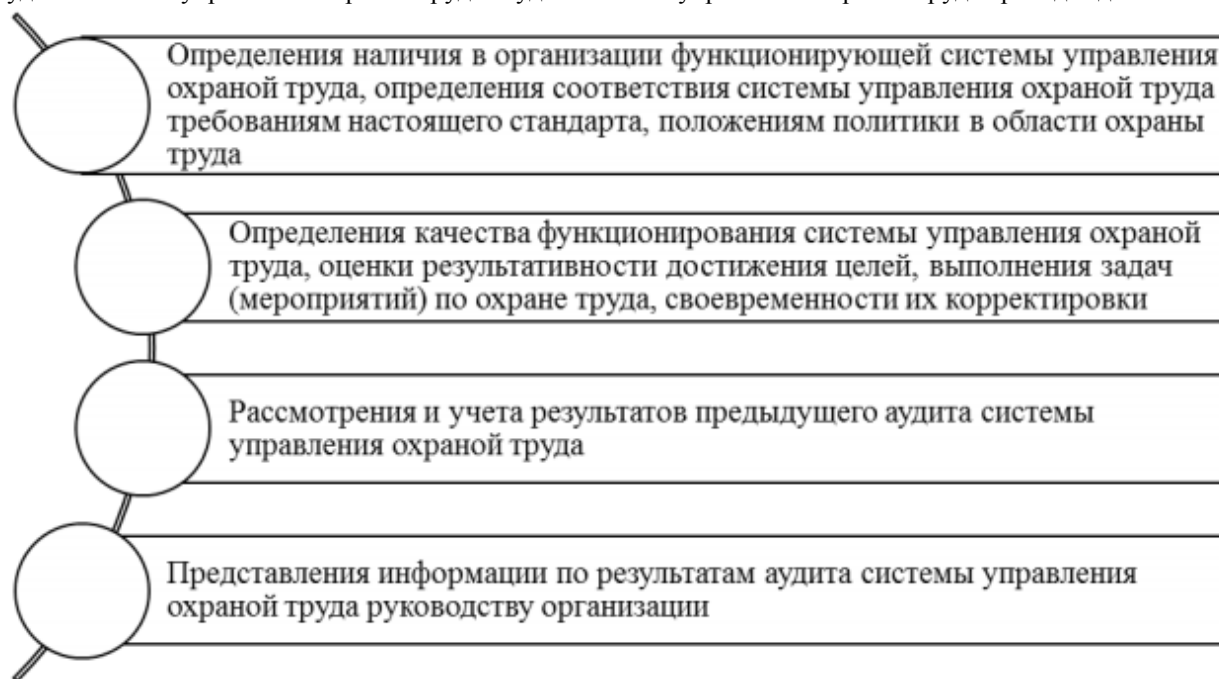 Определения наличия в организации функционирующей системы управления
охраной труда, определения соответствия системы управления охраной труда
требованиям настоящего стандарта, положениям политики в области охраны
труда
Определения качества функционирования системы управления охраной
труда, оценки результативности достижения целей, выполнения задач
(мероприятий) по охране труда, своевременности их корректировки
Рассмотрения и учета результатов предыдущего аудита системы
управления охраной труда
Представления информации по результатам аудита системы управления
охраной труда руководству организации